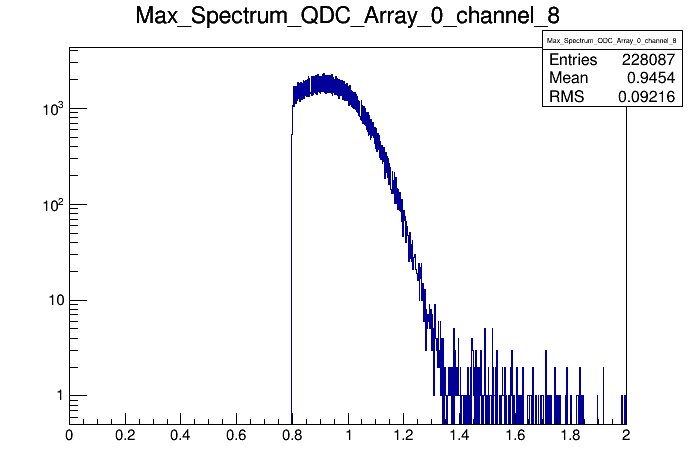 Max_Spectrum_QDC_Array_0_channel_8
Max_Spectrum_QDC_Array_0_channel_8
Entries 228087
Mean 0.9454
RMS 0.09216
10³
10²
10
1
0 0.2 0.4 0.6 0.8 1 1.2 1.4 1.6 1.8 2